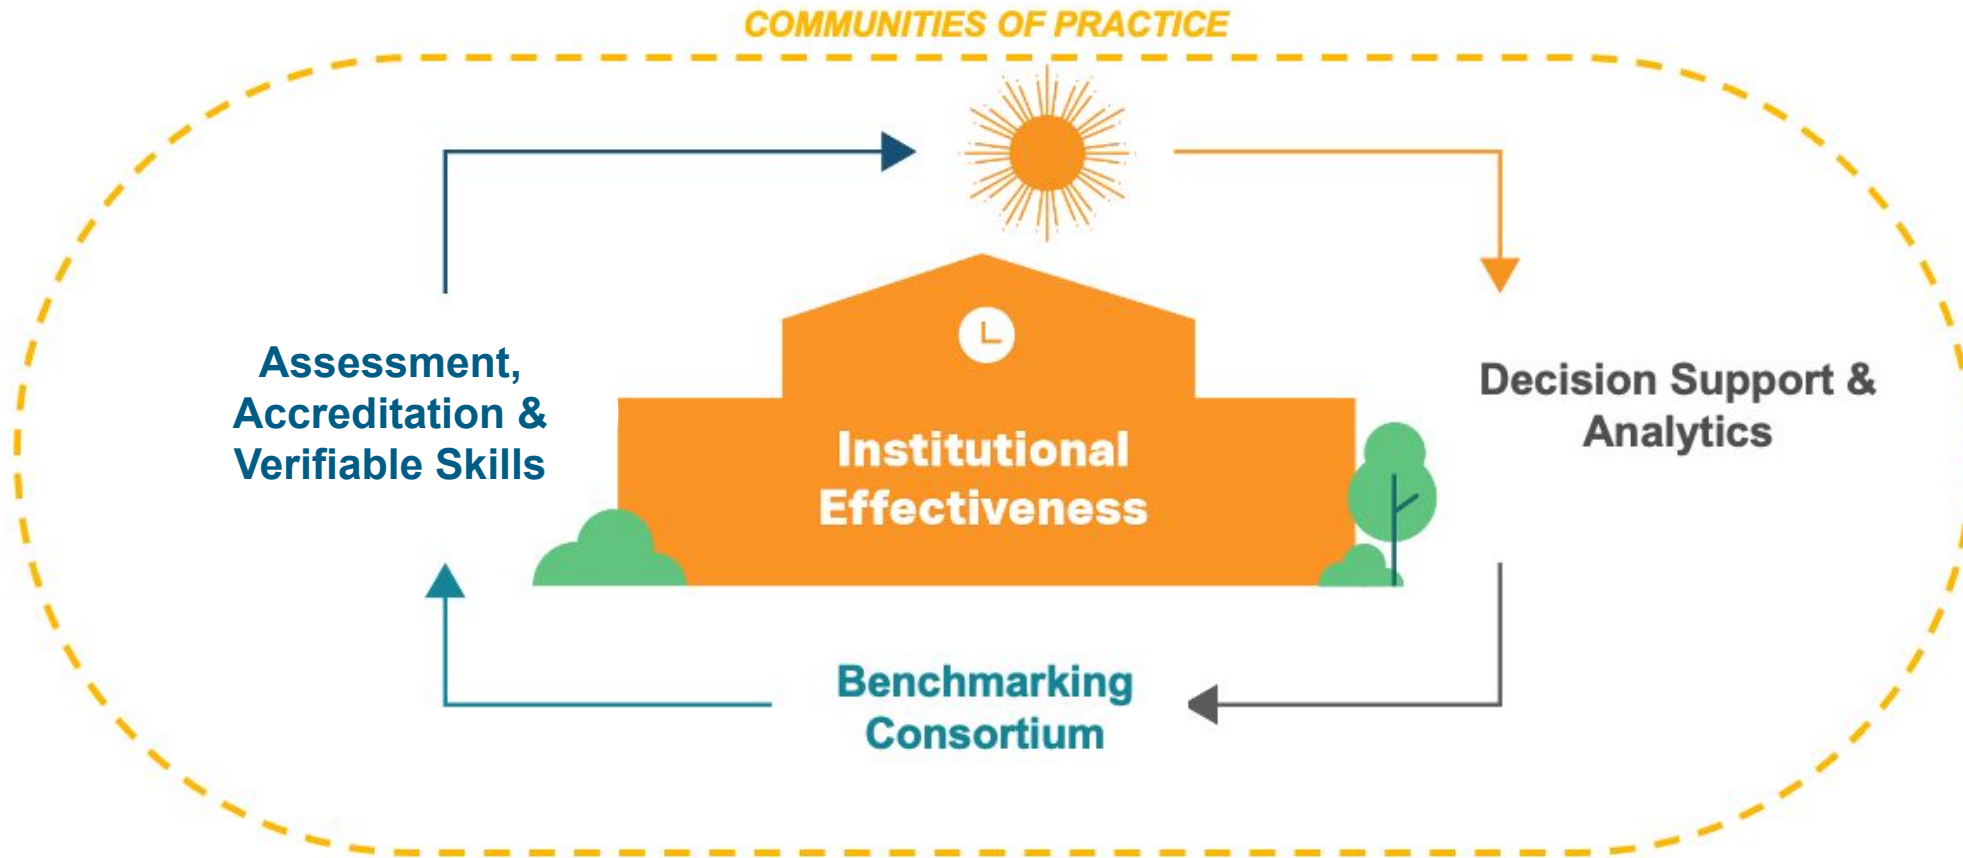 COMMUNITIES OF PRACTICE
Assessment,
Accreditation &
Verifiable Skills
Institutional
Effectiveness
Decision Support &
Analytics
Benchmarking
Consortium